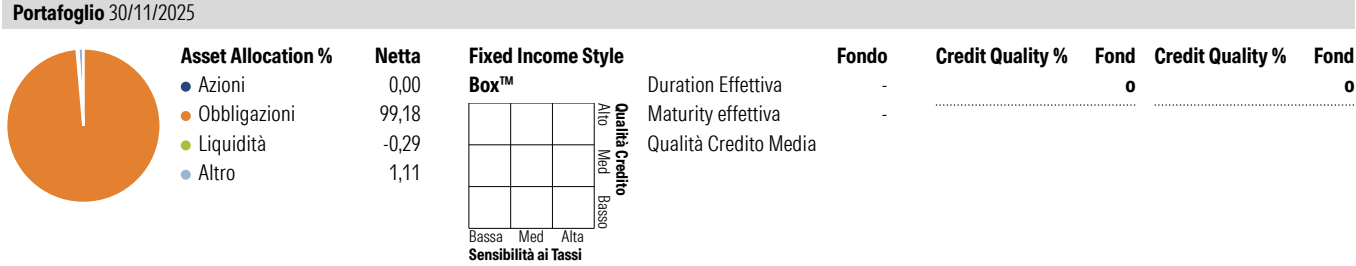 Portafoglio 30/11/2025
Asset Allocation % Netta
Azioni 0,00
Obbligazioni 99,18
Liquidità -0,29
Altro 1,11
Fixed Income Style
Box™
Alto Med Basso
Qualità Credito
Bassa Med Alta
Sensibilità ai Tassi
Fondo
Duration Effettiva -
Maturity effettiva -
Qualità Credito Media
Credit Quality % Fond
o
Credit Quality % Fond
o